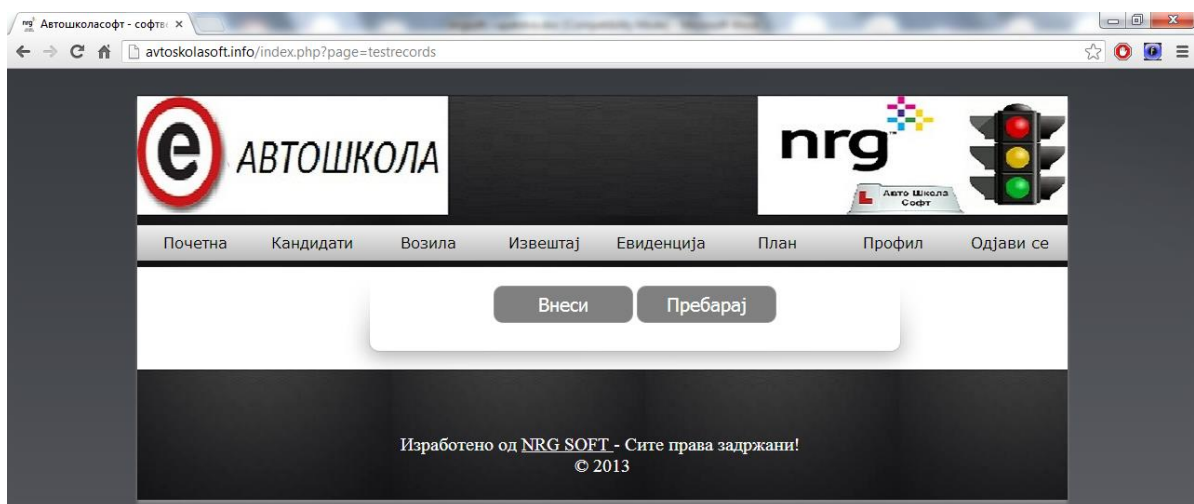 Автошколасофт - софтве
avtoskolasoft.info/index.php?page=testrecords
е АВТОШКОЛА
nrg
L Авто Школа
Софт
Почетна Кандидати Возила Извештај Евиденција План Профил Одјави се
Внеси Пребарај
Изработено од NRG SOFT - Сите права задржани!
© 2013